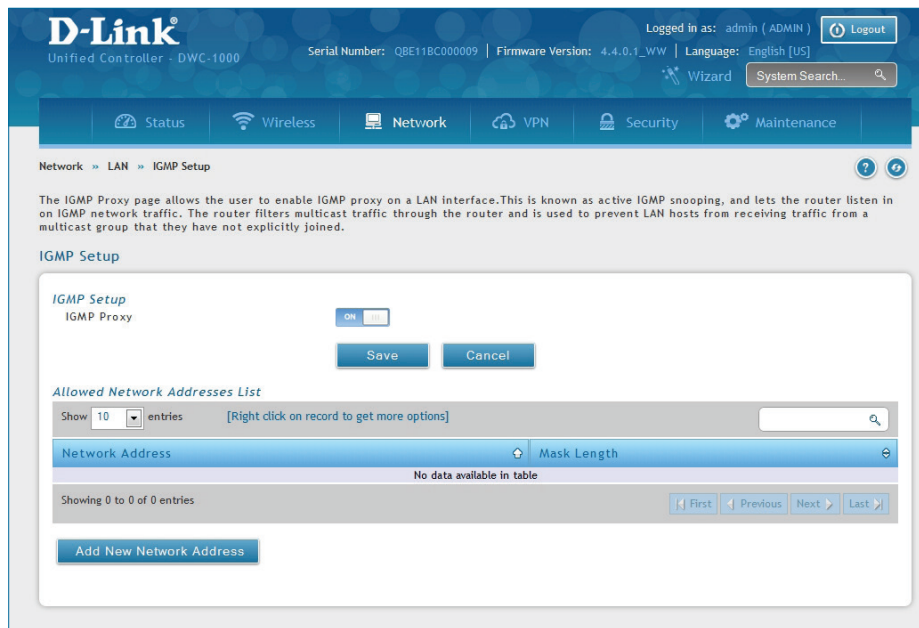 D-Link
Unified Controller - DWC-1000
Logged in as: admin ( ADMIN ) Logout
Serial Number: QBE11BC000009 | Firmware Version: 4.4.0.1_WW | Language: English [US]
Wizard System Search...
Status Wireless Network VPN Security Maintenance
Network » LAN » IGMP Setup
The IGMP Proxy page allows the user to enable IGMP proxy on a LAN interface.This is known as active IGMP snooping, and lets the router listen in
on IGMP network traffic. The router filters multicast traffic through the router and is used to prevent LAN hosts from receiving traffic from a
multicast group that they have not explicitly joined.
IGMP Setup
IGMP Setup
IGMP Proxy ON
Save Cancel
Allowed Network Addresses List
Show 10 entries [Right click on record to get more options]
Network Address Mask Length
No data available in table
Showing 0 to 0 of 0 entries First Previous Next Last
Add New Network Address